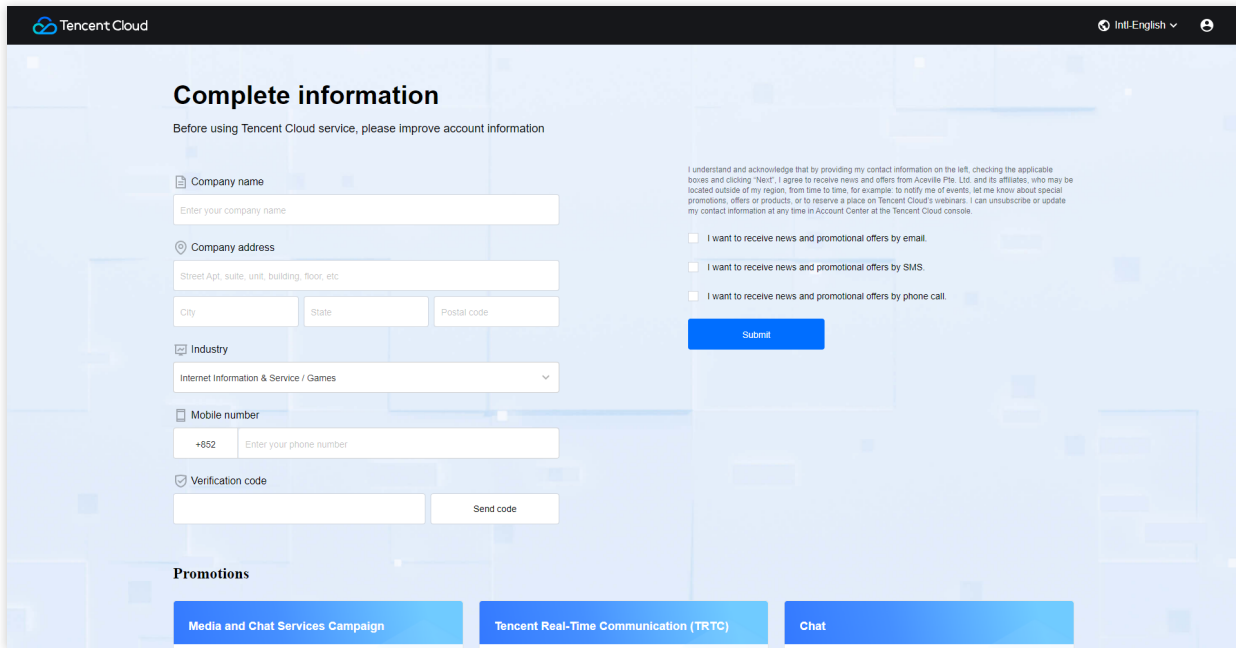 Tencent Cloud
Intl-English
Complete information
Before using Tencent Cloud service, please improve account information
Company name
Enter your company name
Company address
Street Apt, suite, unit, building, floor, etc
City
State
Postal code
Industry
Internet Information & Service / Games
Mobile number
+852
Enter your phone number
Verification code
Send code
I understand and acknowledge that by providing my contact information on the left, checking the applicable
boxes and clicking "Next", I agree to receive news and offers from Aceville Pte. Ltd. and its affiliates, who may be
located outside of my region, from time to time, for example: to notify me of events, let me know about special
promotions, offers or products, or to reserve a place on Tencent Cloud's webinars. I can unsubscribe or update
my contact information at any time in Account Center at the Tencent Cloud console.
I want to receive news and promotional offers by email.
I want to receive news and promotional offers by SMS.
I want to receive news and promotional offers by phone call.
Submit
Promotions
Media and Chat Services Campaign
Tencent Real-Time Communication (TRTC)
Chat